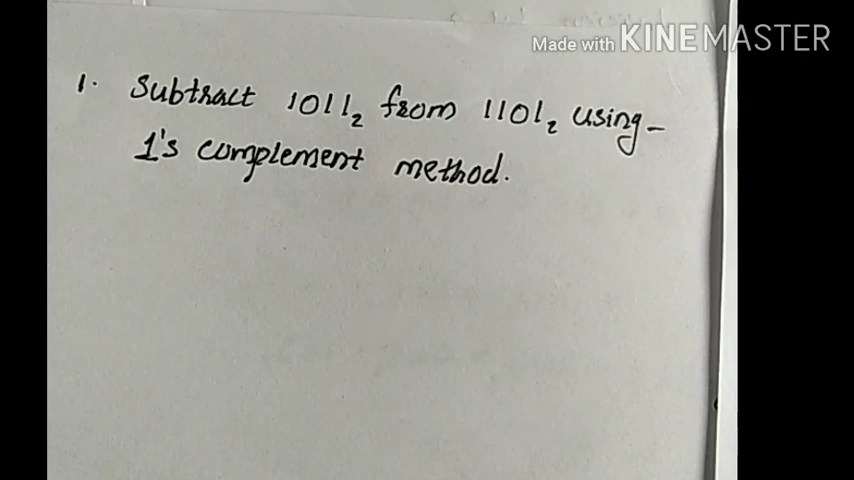 Made with KINEMASTER
1. Subtract 1011₂ from 1101₂ using
1's complement method.